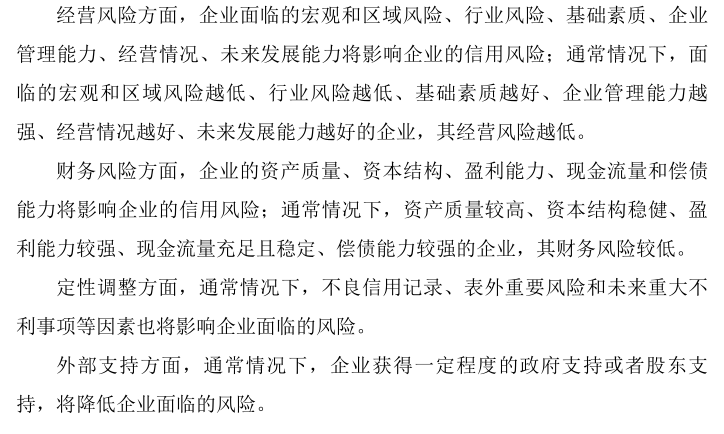 经营风险方面，企业面临的宏观和区域风险、行业风险、基础素质、企业
管理能力、经营情况、未来发展能力将影响企业的信用风险；通常情况下，面
临的宏观和区域风险越低、行业风险越低、基础素质越好、企业管理能力越
强、经营情况越好、未来发展能力越好的企业，其经营风险越低。
财务风险方面，企业的资产质量、资本结构、盈利能力、现金流量和偿债
能力将影响企业的信用风险；通常情况下，资产质量较高、资本结构稳健、盈
利能力较强、现金流量充足且稳定、偿债能力较强的企业，其财务风险较低。
定性调整方面，通常情况下，不良信用记录、表外重要风险和未来重大不
利事项等因素也将影响企业面临的风险。
外部支持方面，通常情况下，企业获得一定程度的政府支持或者股东支
持，将降低企业面临的风险。